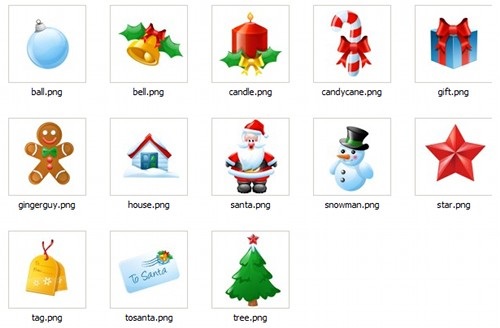 ball.png
bell.png
candle.png
candycane.png
gift.png
gingerguy.png
house.png
santa.png
snowman.png
star.png
tag.png
To Santa
tosanta.png
tree.png